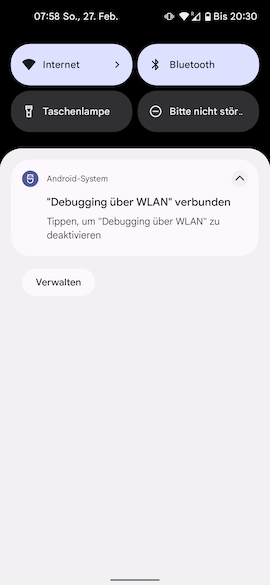 07:58 So., 27. Feb.
Bis 20:30
Internet
Bluetooth
Taschenlampe
Bitte nicht stör..
Android-System
"Debugging über WLAN" verbunden
Tippen, um "Debugging über WLAN" zu
deaktivieren
Verwalten